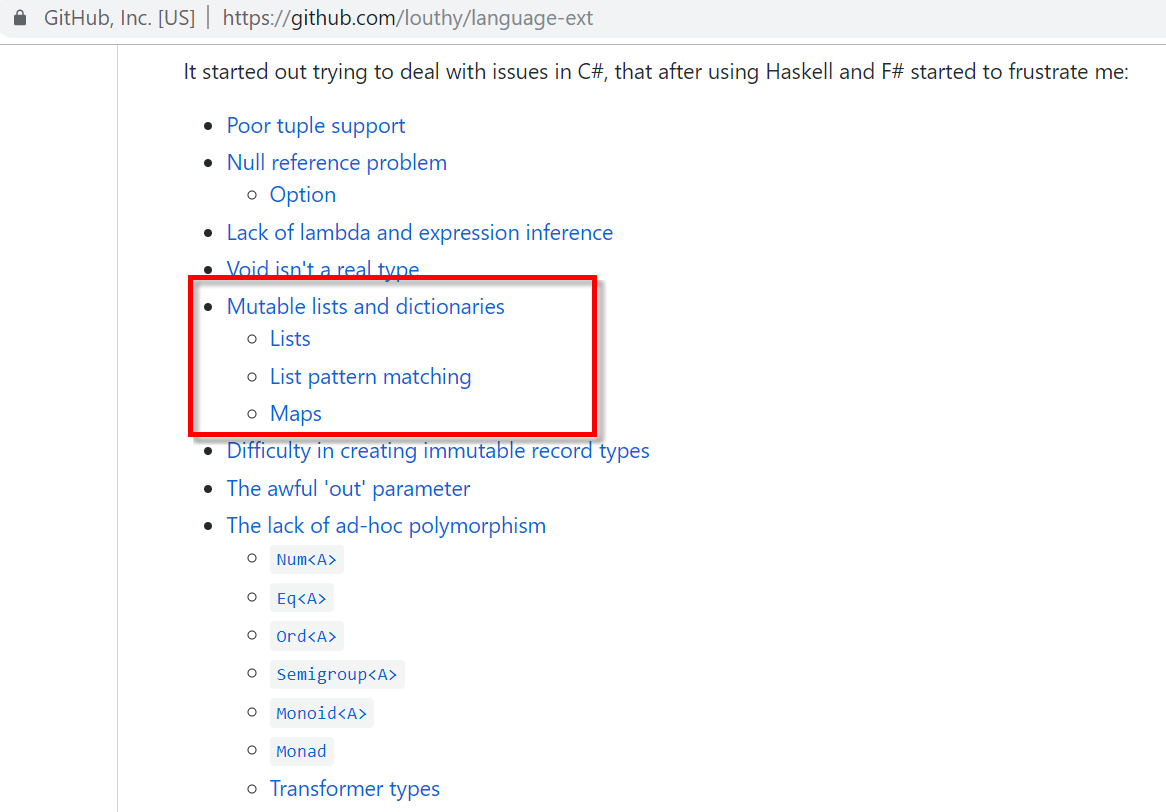 GitHub, Inc. [US] | https://github.com/louthy/language-ext
It started out trying to deal with issues in C#, that after using Haskell and F# started to frustrate me:
Poor tuple support
Null reference problem
Option
Lack of lambda and expression inference
Void isn't a real type
Mutable lists and dictionaries
Lists
List pattern matching
Maps
Difficulty in creating immutable record types
The awful 'out' parameter
The lack of ad-hoc polymorphism
Num<A>
Eq<A>
Ord<A>
Semigroup<A>
Monoid<A>
Monad
Transformer types